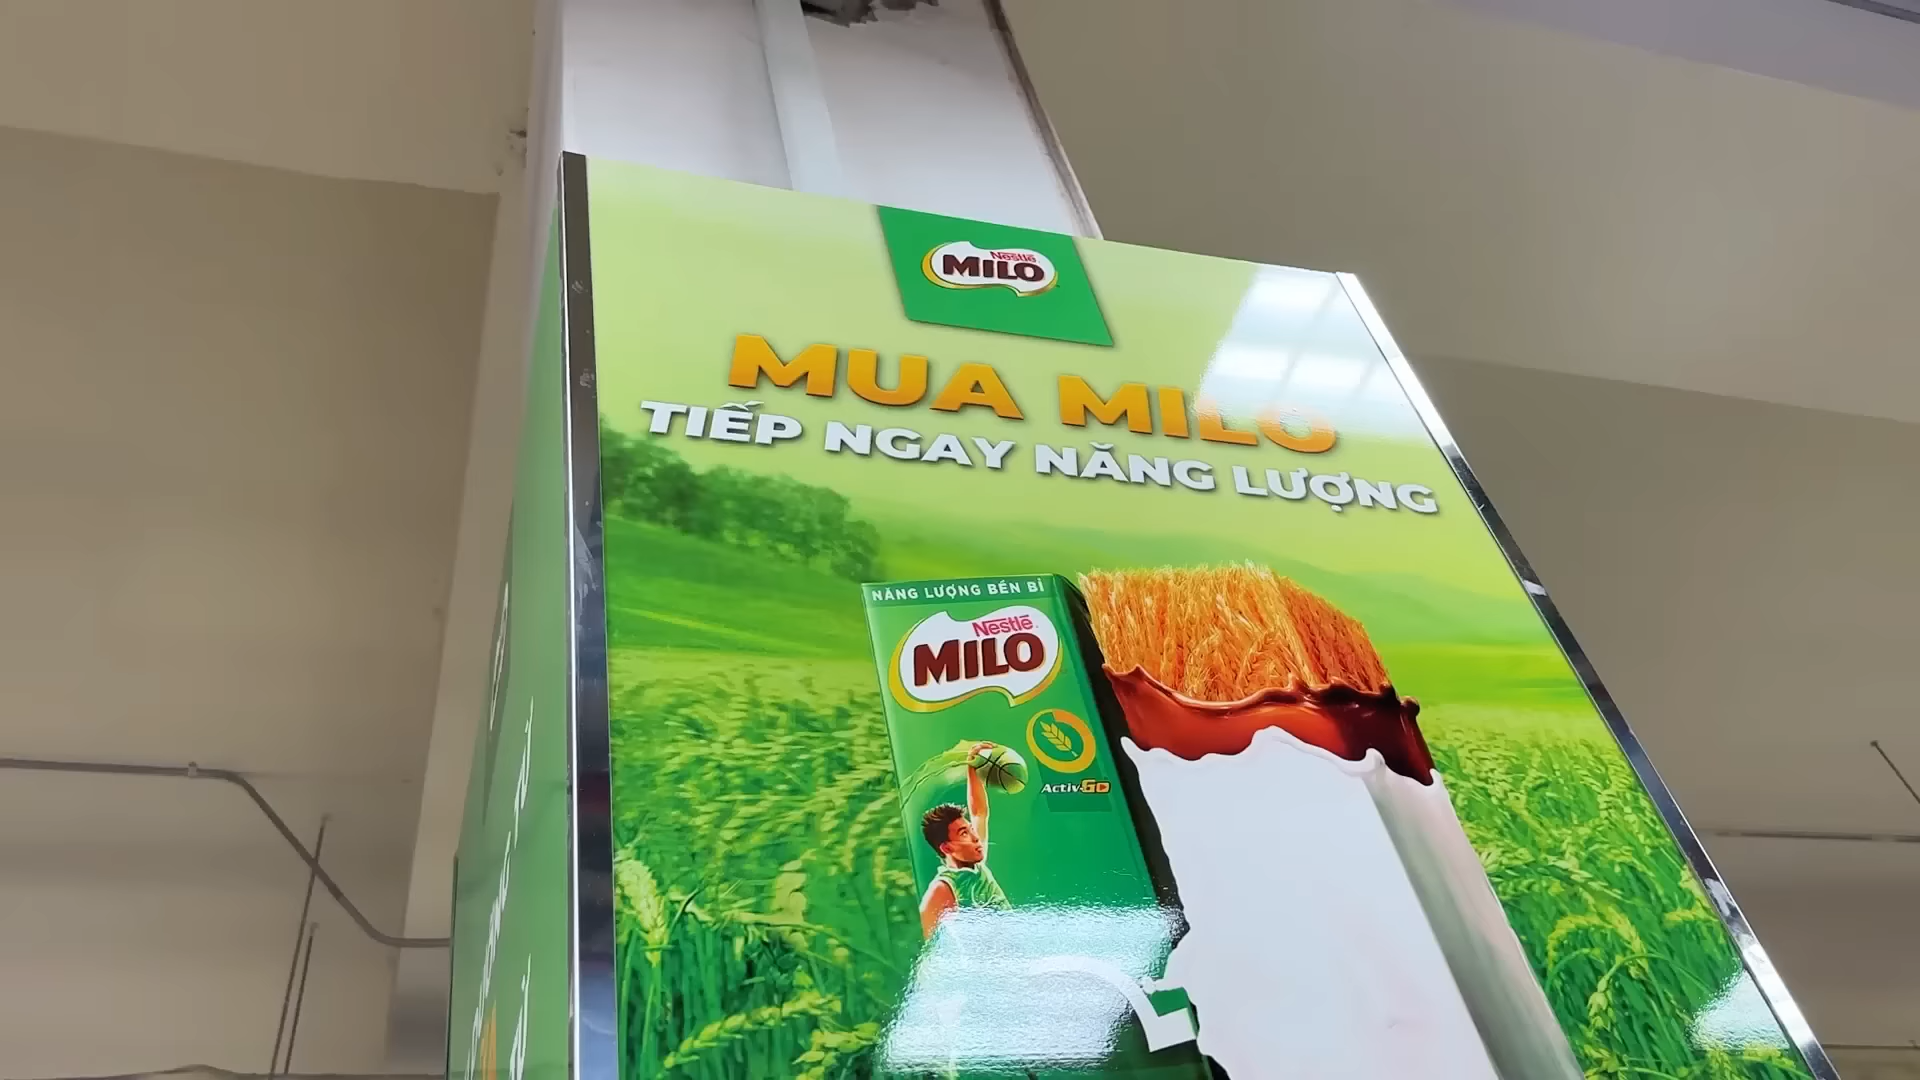 Nestlé
MILO
MUA MILO
TIẾP NGAY NĂNG LƯỢNG
NĂNG LƯỢNG BỀN BỈ
Nestlé
MILO
Activ-Go